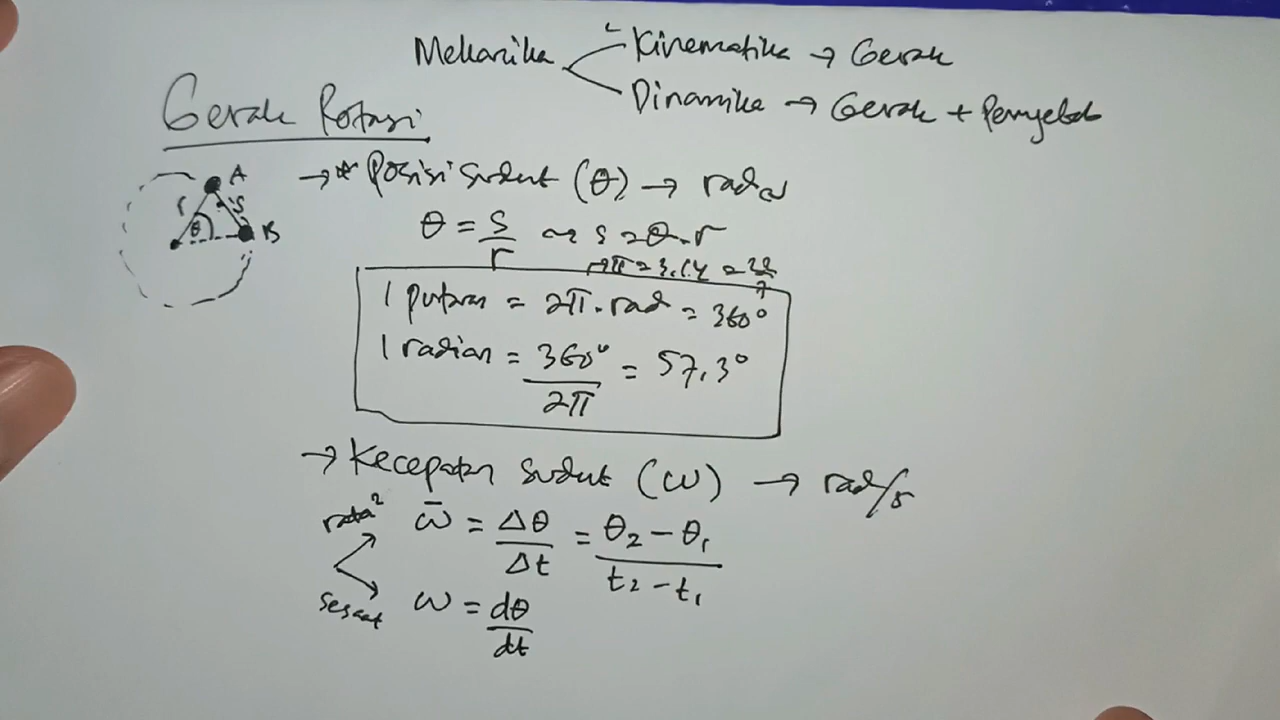 Mekanika
Kinematika → Gerak
Dinamika → Gerak + Penyebab
Gerak Rotasi
A
r
s
θ
B
→ * Posisi sudut (θ) → rad
θ = s/r ~ s = θ.r
→ π = 3.14 = 22/7
1 putaran = 2π.rad = 360°
1 radian = 360°/2π = 57,3°
→ Kecepatan sudut (ω) → rad/s
rata² ω̄ = Δθ/Δt = θ₂ - θ₁/t₂ - t₁
sesaat ω = dθ/dt